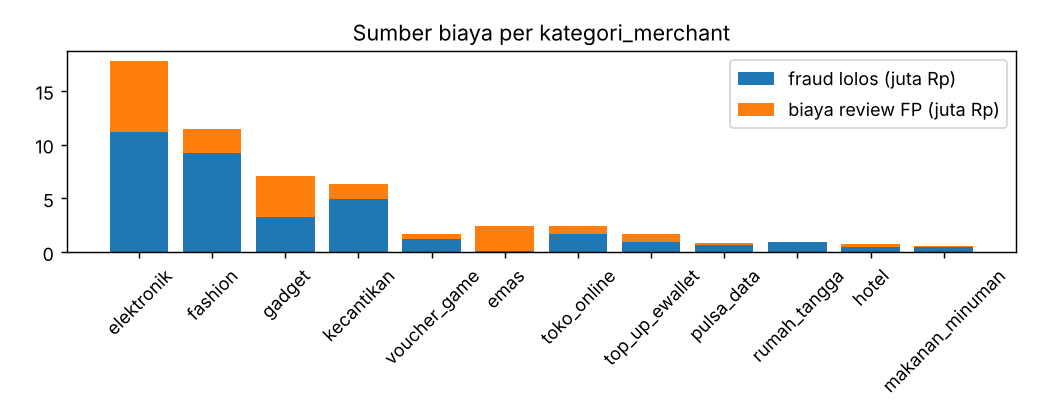 Sumber biaya per kategori_merchant
fraud lolos (juta Rp)
biaya review FP (juta Rp)
15
10
5
0
elektronik
fashion
gadget
kecantikan
voucher_game
emas
toko_online
top_up_ewallet
pulsa_data
rumah_tangga
hotel
makanan_minuman